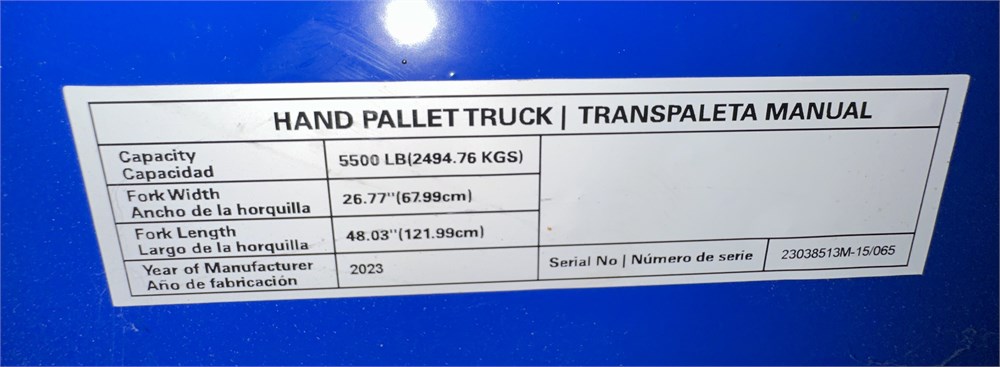 HAND PALLET TRUCK | TRANSPALETA MANUAL
Capacity
Capacidad
5500 LB(2494.76 KGS)
Fork Width
Ancho de la horquilla
26.77"(67.99cm)
Fork Length
Largo de la horquilla
48.03"(121.99cm)
Year of Manufacturer
Año de fabricación
2023
Serial No | Número de serie
23038513M-15/065